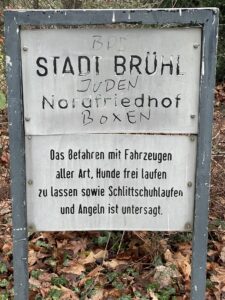 BPD
STADT BRÜHL
JUDEN
Nordfriedhof
BOXEN
Das Befahren mit Fahrzeugen
aller Art, Hunde frei laufen
zu lassen sowie Schlittschuhlaufen
und Angeln ist untersagt.